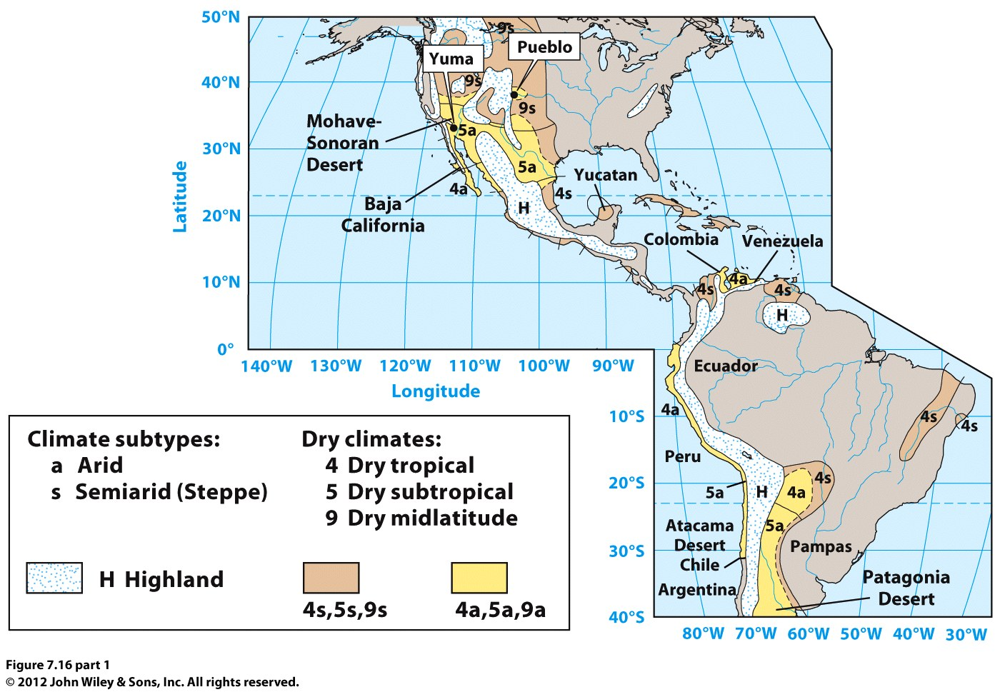 50°N
40°N
30°N
20°N
10°N
0°
Latitude
9s
Pueblo
Yuma
9s
9s
Mohave-
Sonoran
Desert
5a
5a
Yucatan
4a
4s
Baja
California
H
Colombia
Venezuela
4s
4a
4s
H
140°W 130°W 120°W 110°W 100°W 90°W
Longitude
Ecuador
10°S
20°S
30°S
40°S
4a
4s
4s
Peru
4s
5a
H
4a
5a
Atacama
Desert
Chile
Pampas
Argentina
Patagonia
Desert
80°W 70°W 60°W 50°W 40°W 30°W
Climate subtypes:
a Arid
s Semiarid (Steppe)
Dry climates:
4 Dry tropical
5 Dry subtropical
9 Dry midlatitude
H Highland
4s,5s,9s
4a,5a,9a
Figure 7.16 part 1
© 2012 John Wiley & Sons, Inc. All rights reserved.